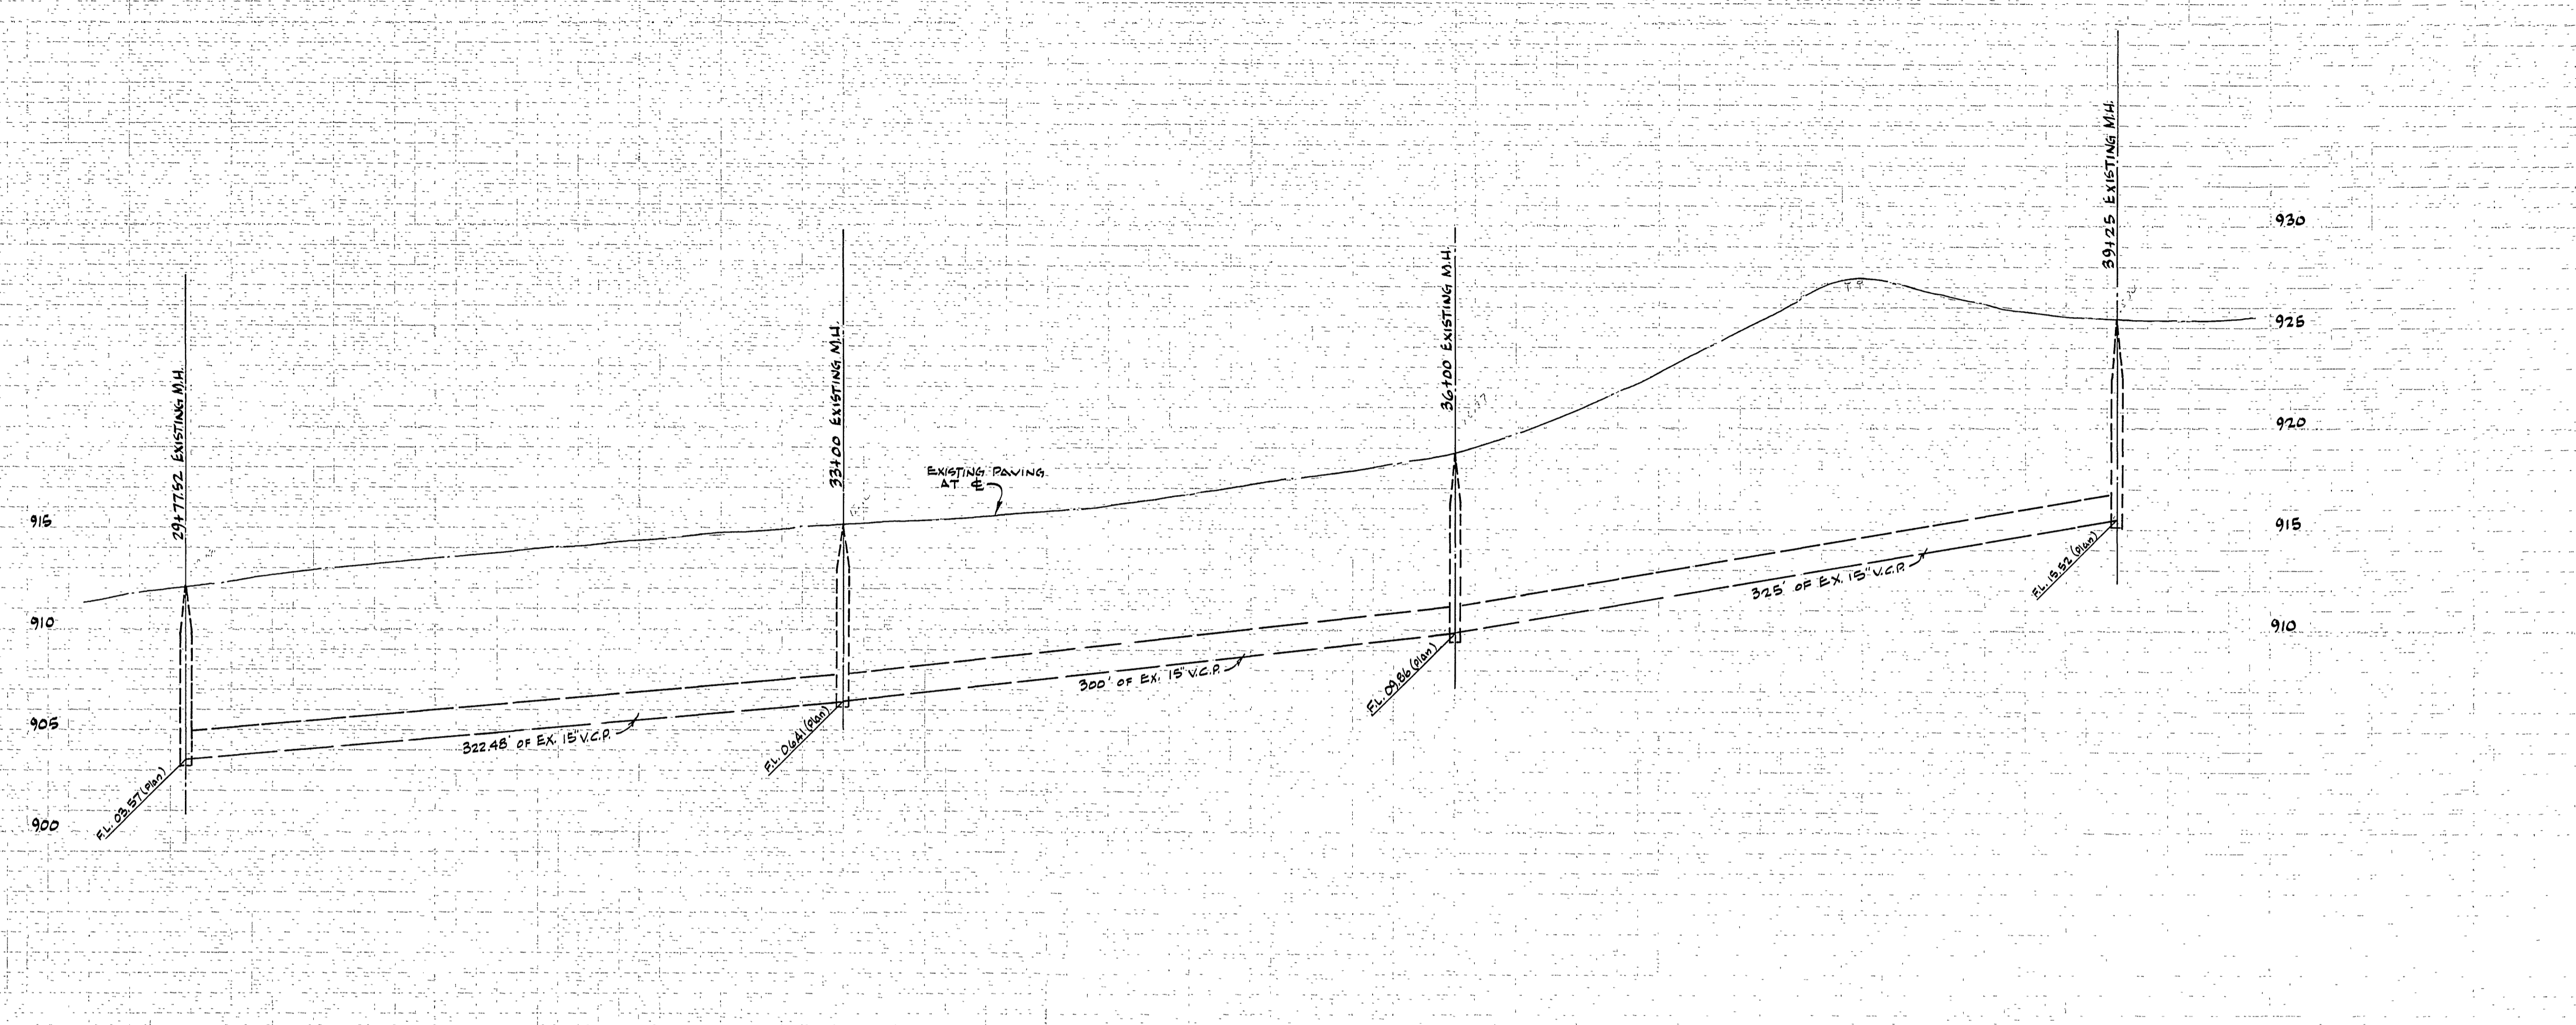 29+77.52 EXISTING M.H.
33+00 EXISTING M.H.
36+00 EXISTING M.H.
39+25 EXISTING M.H.
930
925
920
915
910
915
910
905
900
EXISTING PAVING
AT ℄
322.48' OF EX. 15" V.C.P.
300' OF EX. 15" V.C.P.
325' OF EX. 15" V.C.P.
F.L. 03.57 (Plan)
F.L. 06.41 (Plan)
F.L. 09.86 (Plan)
F.L. 15.52 (Plan)